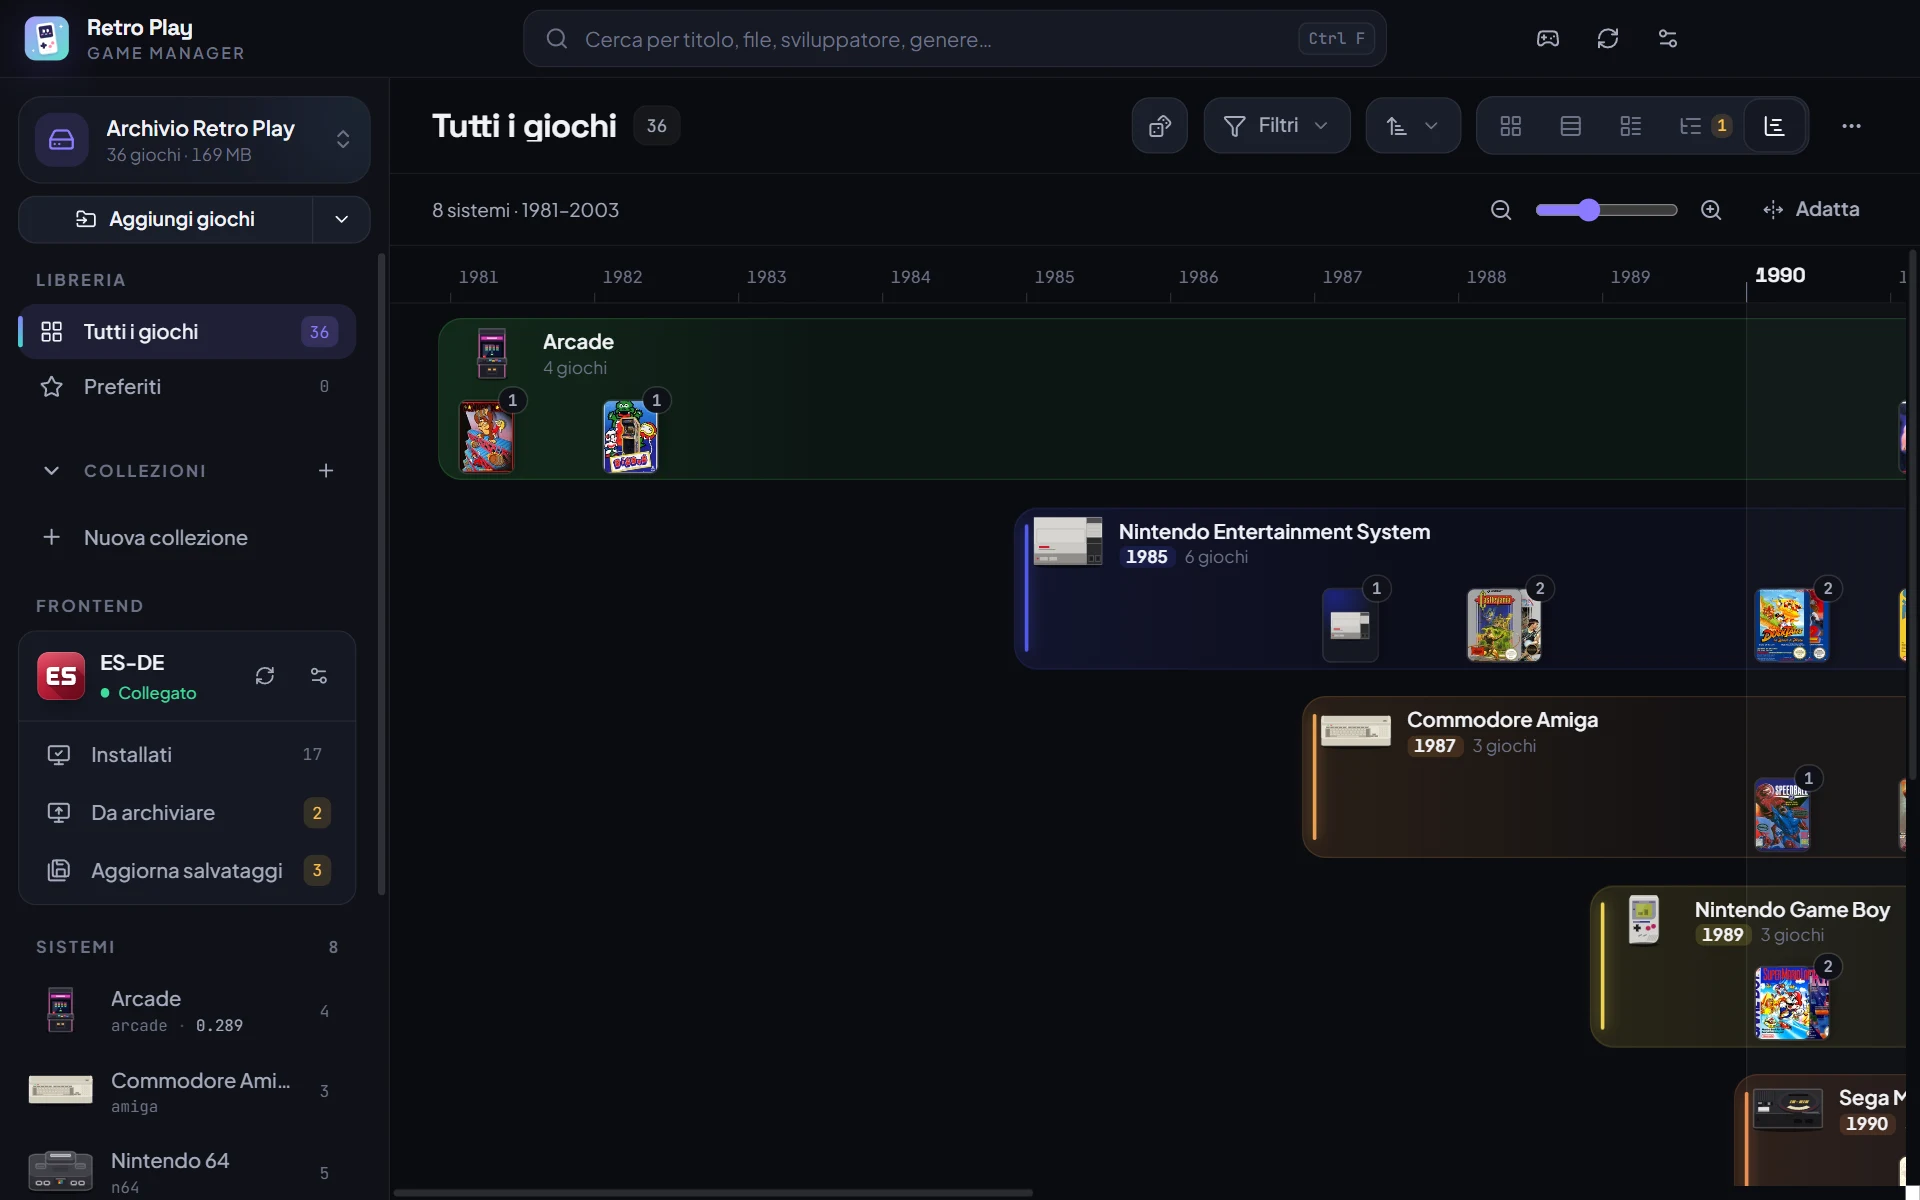 Retro Play
GAME MANAGER
Cerca per titolo, file, sviluppatore, genere...
Ctrl F
Archivio Retro Play
36 giochi · 169 MB
Aggiungi giochi
LIBRERIA
Tutti i giochi 36
Preferiti 0
COLLEZIONI
Nuova collezione
FRONTEND
ES
ES-DE
Collegato
Installati 17
Da archiviare 2
Aggiorna salvataggi 3
SISTEMI 8
Arcade 4
arcade · 0.289
Commodore Ami... 3
amiga
Nintendo 64 5
n64
Tutti i giochi 36
Filtri
1
8 sistemi · 1981–2003
Adatta
1981 1982 1983 1984 1985 1986 1987 1988 1989 1990
Arcade
4 giochi
1 1
Nintendo Entertainment System
1985 6 giochi
1 2 2
Castlevania
Commodore Amiga
1987 3 giochi
1
SPEEDBALL
Nintendo Game Boy
1989 3 giochi
2
Sega M
1990